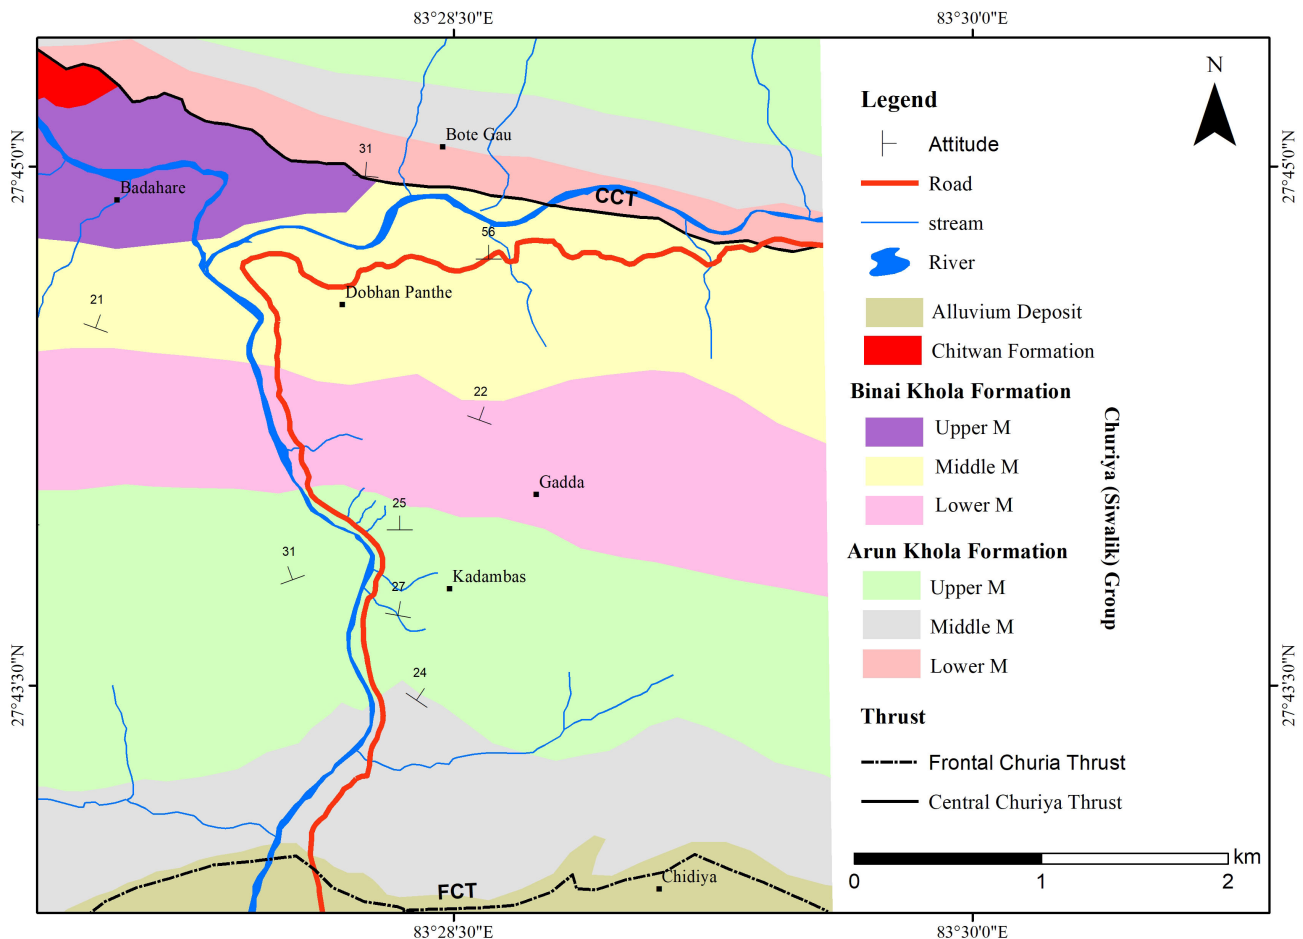 83°28'30"E
83°30'0"E
N
27°45'0"N
27°45'0"N
27°43'30"N
27°43'30"N
Bote Gau
31
Badahare
CCT
56
21
Dobhan Panthe
22
Gadda
25
31
Kadambas
27
24
Chidiya
FCT
Legend
Attitude
Road
stream
River
Alluvium Deposit
Chitwan Formation
Binai Khola Formation
Upper M
Middle M
Lower M
Arun Khola Formation
Upper M
Middle M
Lower M
Churiya (Siwalik) Group
Thrust
Frontal Churia Thrust
Central Churiya Thrust
km
0
1
2
83°28'30"E
83°30'0"E